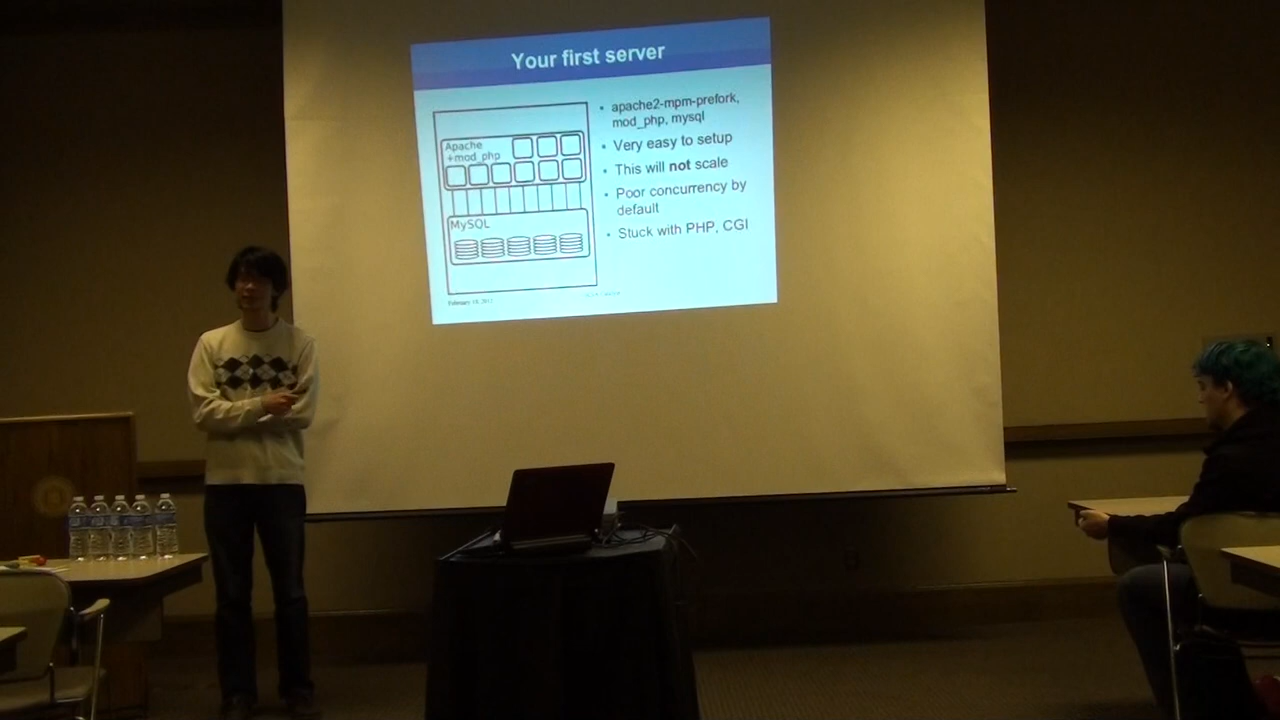 Your first server
Apache
+mod_php
MySQL
• apache2-mpm-prefork,
mod_php, mysql
• Very easy to setup
• This will not scale
• Poor concurrency by
default
• Stuck with PHP, CGI